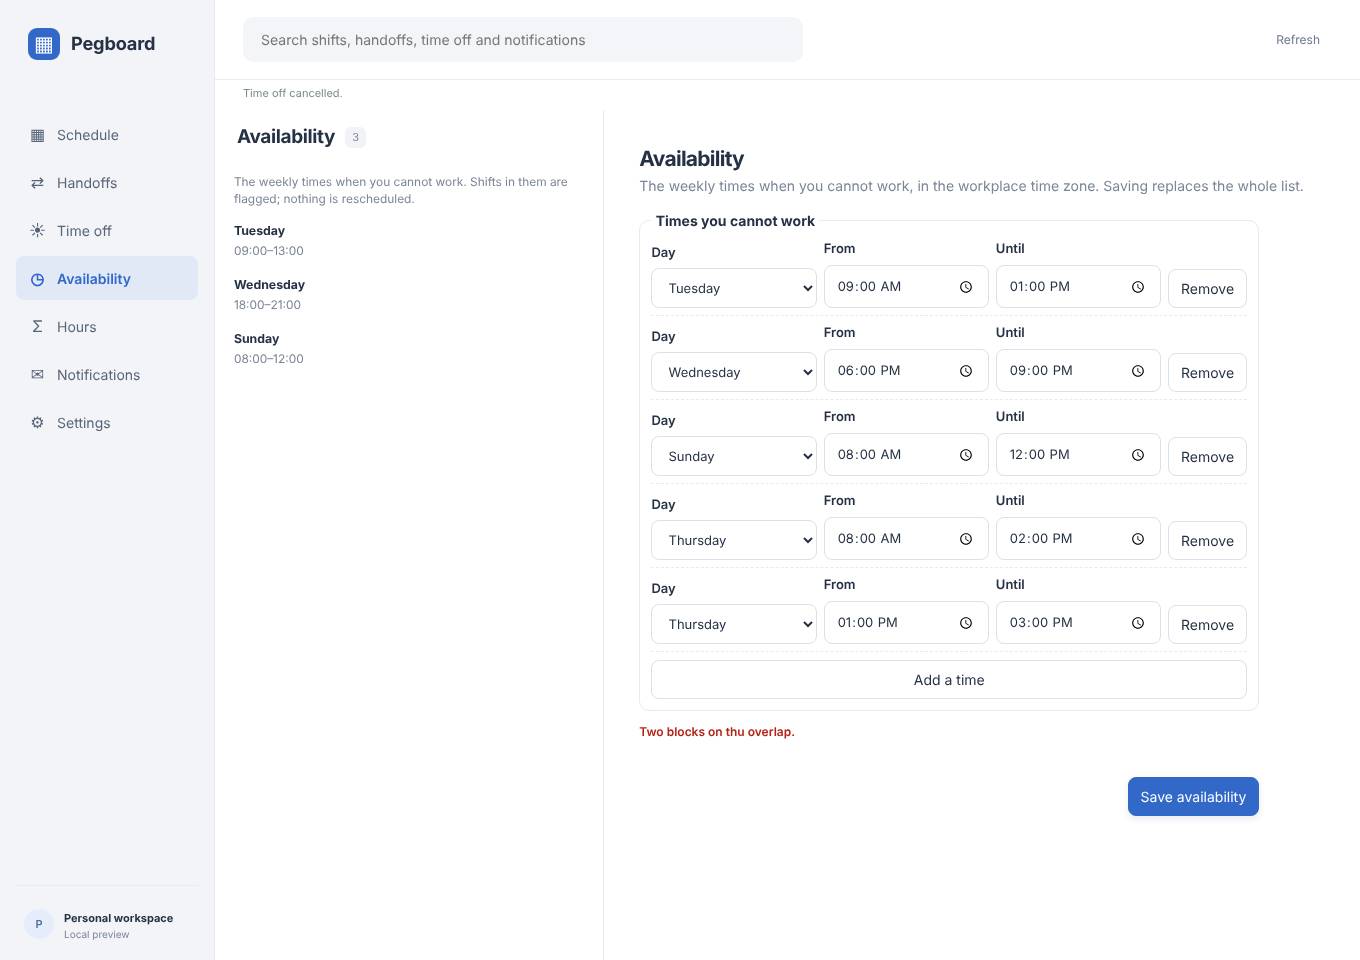 Pegboard
Search shifts, handoffs, time off and notifications
Refresh
Time off cancelled.
Schedule
Handoffs
Time off
Availability
Hours
Notifications
Settings
Personal workspace
P
Local preview
Availability 3
The weekly times when you cannot work. Shifts in them are
flagged; nothing is rescheduled.
Tuesday
09:00–13:00
Wednesday
18:00–21:00
Sunday
08:00–12:00
Availability
The weekly times when you cannot work, in the workplace time zone. Saving replaces the whole list.
Times you cannot work
Day From Until
Tuesday 09:00 AM 01:00 PM Remove
Day From Until
Wednesday 06:00 PM 09:00 PM Remove
Day From Until
Sunday 08:00 AM 12:00 PM Remove
Day From Until
Thursday 08:00 AM 02:00 PM Remove
Day From Until
Thursday 01:00 PM 03:00 PM Remove
Add a time
Two blocks on thu overlap.
Save availability